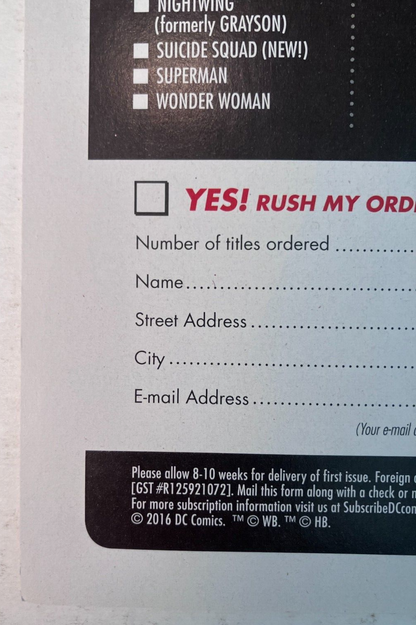 NIGHTWING
(formerly GRAYSON)
SUICIDE SQUAD (NEW!)
SUPERMAN
WONDER WOMAN
YES! RUSH MY ORD
Number of titles ordered ..............
Name..............................
Street Address......................
City................................
E-mail Address.....................
(Your e-mail
Please allow 8-10 weeks for delivery of first issue. Foreign
[GST #R125921072]. Mail this form along with a check or
For more subscription information visit us at SubscribeDCcom
© 2016 DC Comics. ™ © WB. ™ © HB.